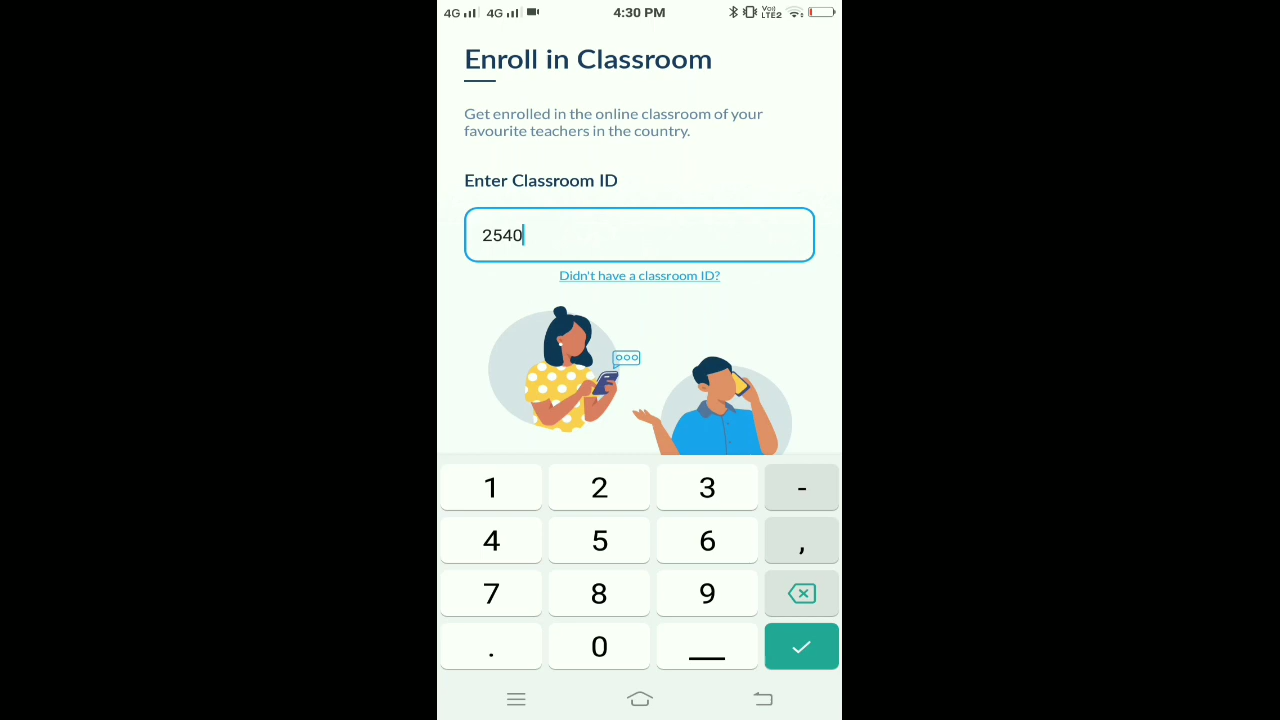 4G 4G 4:30 PM Vo)) LTE2
Enroll in Classroom
Get enrolled in the online classroom of your
favourite teachers in the country.
Enter Classroom ID
2540
Didn't have a classroom ID?
1 2 3 -
4 5 6 ,
7 8 9
. 0